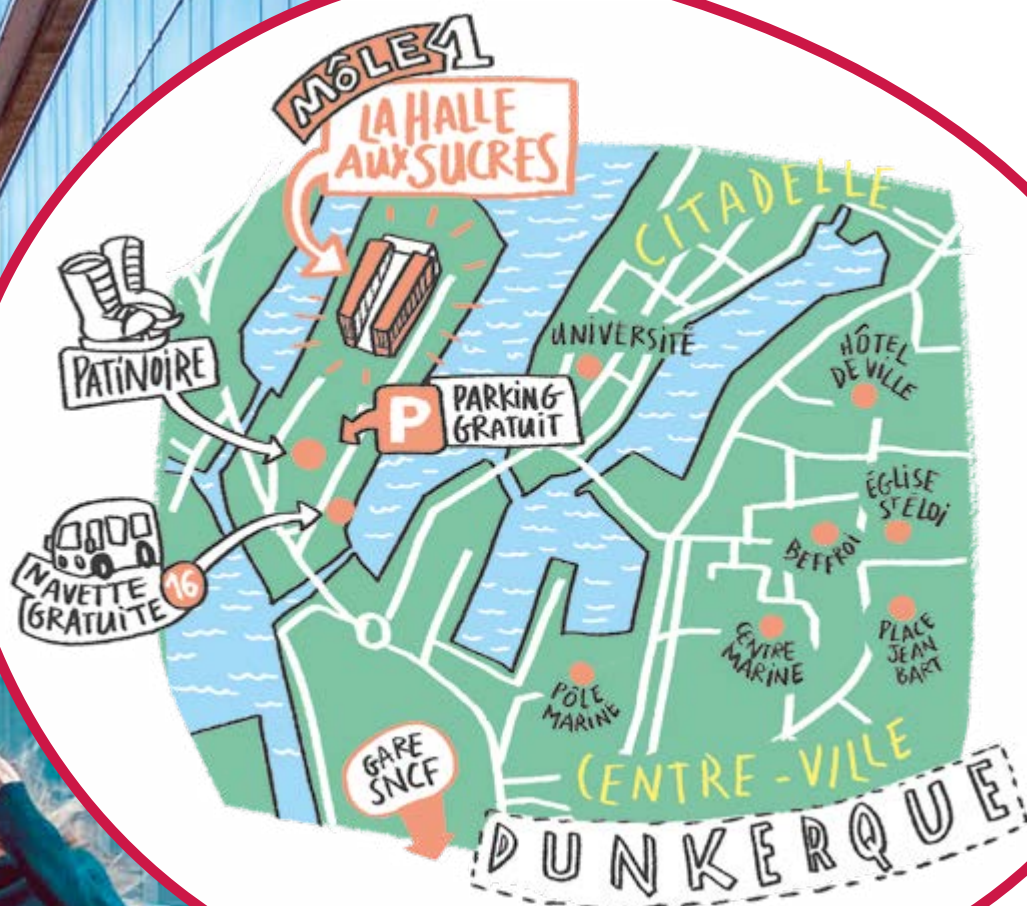 MÔLE 1
LA HALLE
AUX SUCRES
CITADELLE
PATINOIRE
UNIVERSITÉ
HÔTEL
DE VILLE
P
PARKING
GRATUIT
ÉGLISE
ST ÉLOI
BEFFROI
NAVETTE
GRATUITE
16
CENTRE
MARINE
PLACE
JEAN
BART
PÔLE
MARINE
GARE
SNCF
CENTRE-VILLE
DUNKERQUE